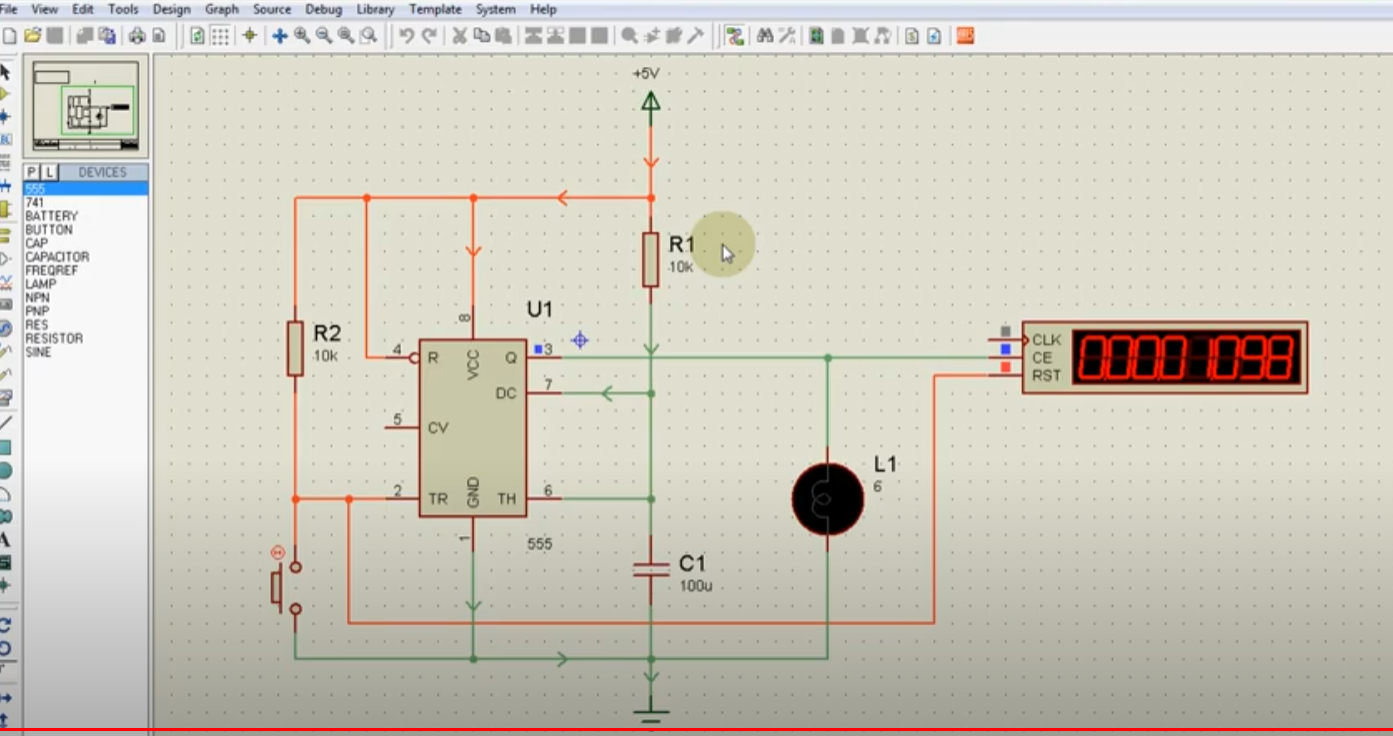 File View Edit Tools Design Graph Source Debug Library Template System Help
P L DEVICES
555
741
BATTERY
BUTTON
CAP
CAPACITOR
FREQREF
LAMP
NPN
PNP
RES
RESISTOR
SINE
+5V
R1
10k
U1
R2
10k
8
4 R VCC Q 3
DC 7
5 CV
2 TR GND TH 6
1
555
C1
100u
L1
6
CLK
CE
RST
00001098
A